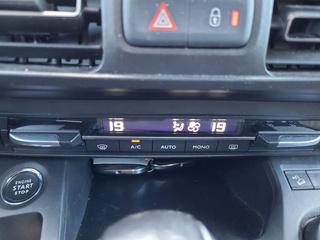 19 19
A/C AUTO MONO
ENGINE
START
STOP